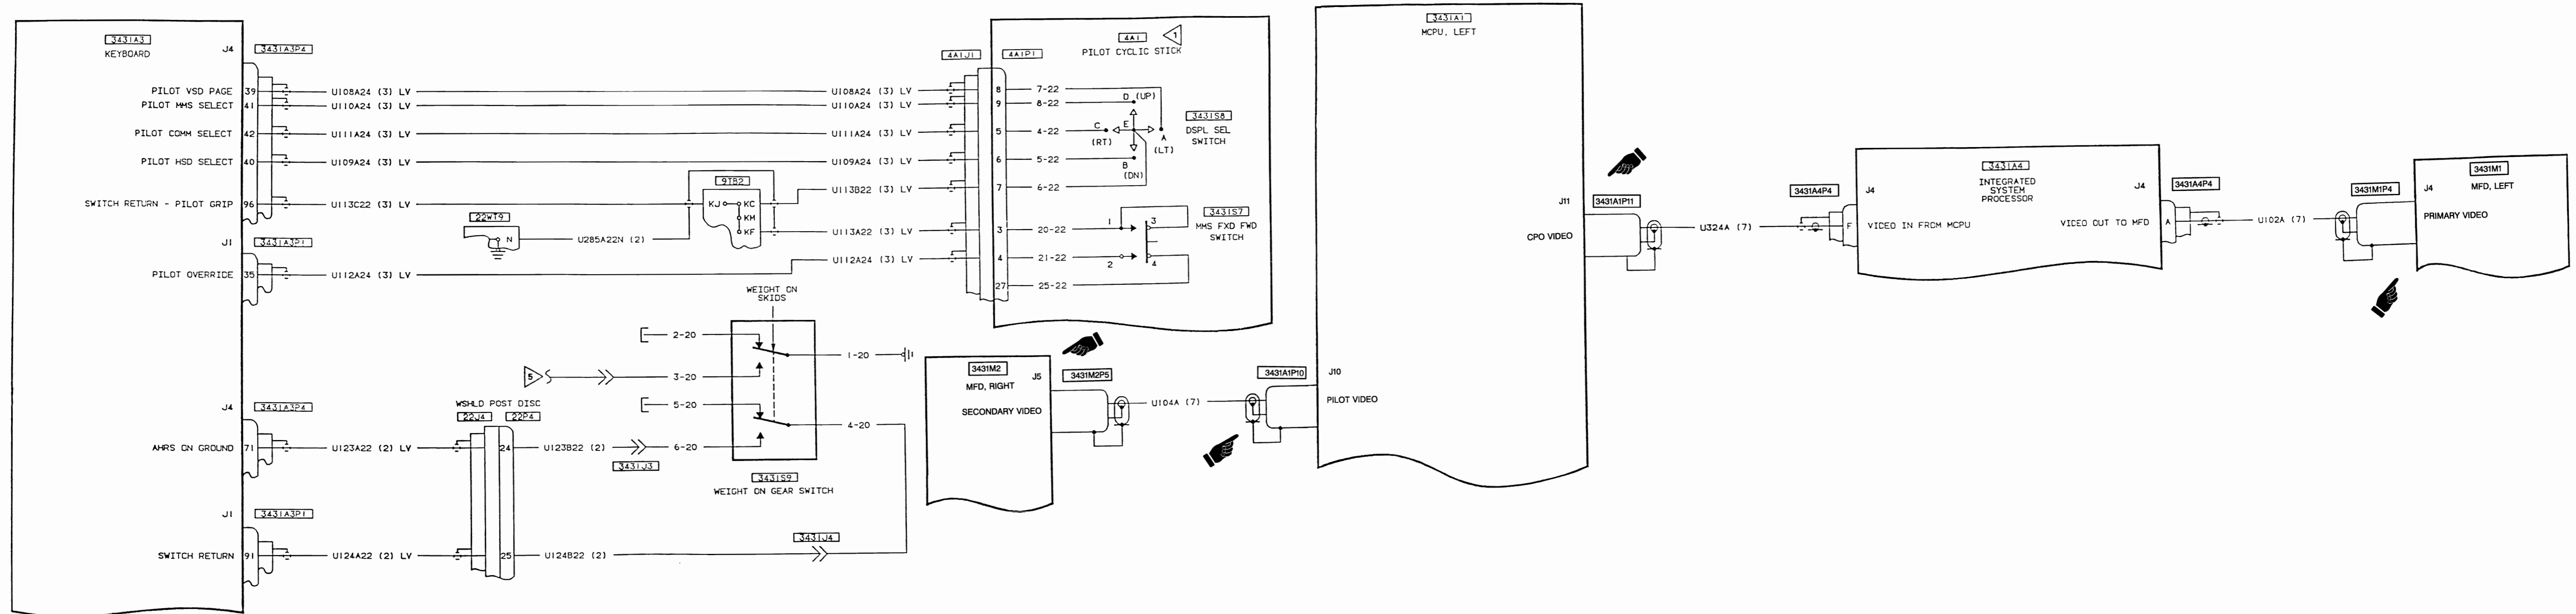 3431A3
KEYBOARD
J4
3431A3P4
PILOT VSD PAGE
39
U108A24 (3) LV
U108A24 (3) LV
PILOT MMS SELECT
41
U110A24 (3) LV
U110A24 (3) LV
PILOT COMM SELECT
42
U111A24 (3) LV
U111A24 (3) LV
PILOT HSD SELECT
40
U109A24 (3) LV
U109A24 (3) LV
SWITCH RETURN - PILOT GRIP
96
U113C22 (3) LV
U113B22 (3) LV
9TB2
KJ
KC
KM
KF
22WT9
N
U285A22N (2)
U113A22 (3) LV
J1
3431A3P1
PILOT OVERRIDE
35
U112A24 (3) LV
U112A24 (3) LV
4A1J1
4A1P1
4A1
1
PILOT CYCLIC STICK
8
7-22
9
8-22
5
4-22
6
5-22
7
6-22
3
20-22
4
21-22
27
25-22
D (UP)
C
E
A
(RT)
(LT)
B
(DN)
3431S8
DSPL SEL
SWITCH
1
3
2
4
3431S7
MMS FXD FWD
SWITCH
WEIGHT ON
SKIDS
2-20
1-20
5
3-20
5-20
4-20
6-20
3431S9
WEIGHT ON GEAR SWITCH
J4
3431A3P4
AHRS ON GROUND
71
U123A22 (2) LV
WSHLD POST DISC
22J4
22P4
24
U123B22 (2)
3431J3
J1
3431A3P1
SWITCH RETURN
91
U124A22 (2) LV
25
U124B22 (2)
3431J4
3431M2
MFD, RIGHT
J5
3431M2P5
SECONDARY VIDEO
U104A (7)
3431A1P10
J10
PILOT VIDEO
3431A1
MCPU, LEFT
J11
3431A1P11
CPO VIDEO
U324A (7)
3431A4P4
J4
F
VIDEO IN FROM MCPU
3431A4
INTEGRATED
SYSTEM
PROCESSOR
J4
VIDEO OUT TO MFD
A
3431A4P4
U102A (7)
3431M1P4
J4
3431M1
MFD, LEFT
PRIMARY VIDEO